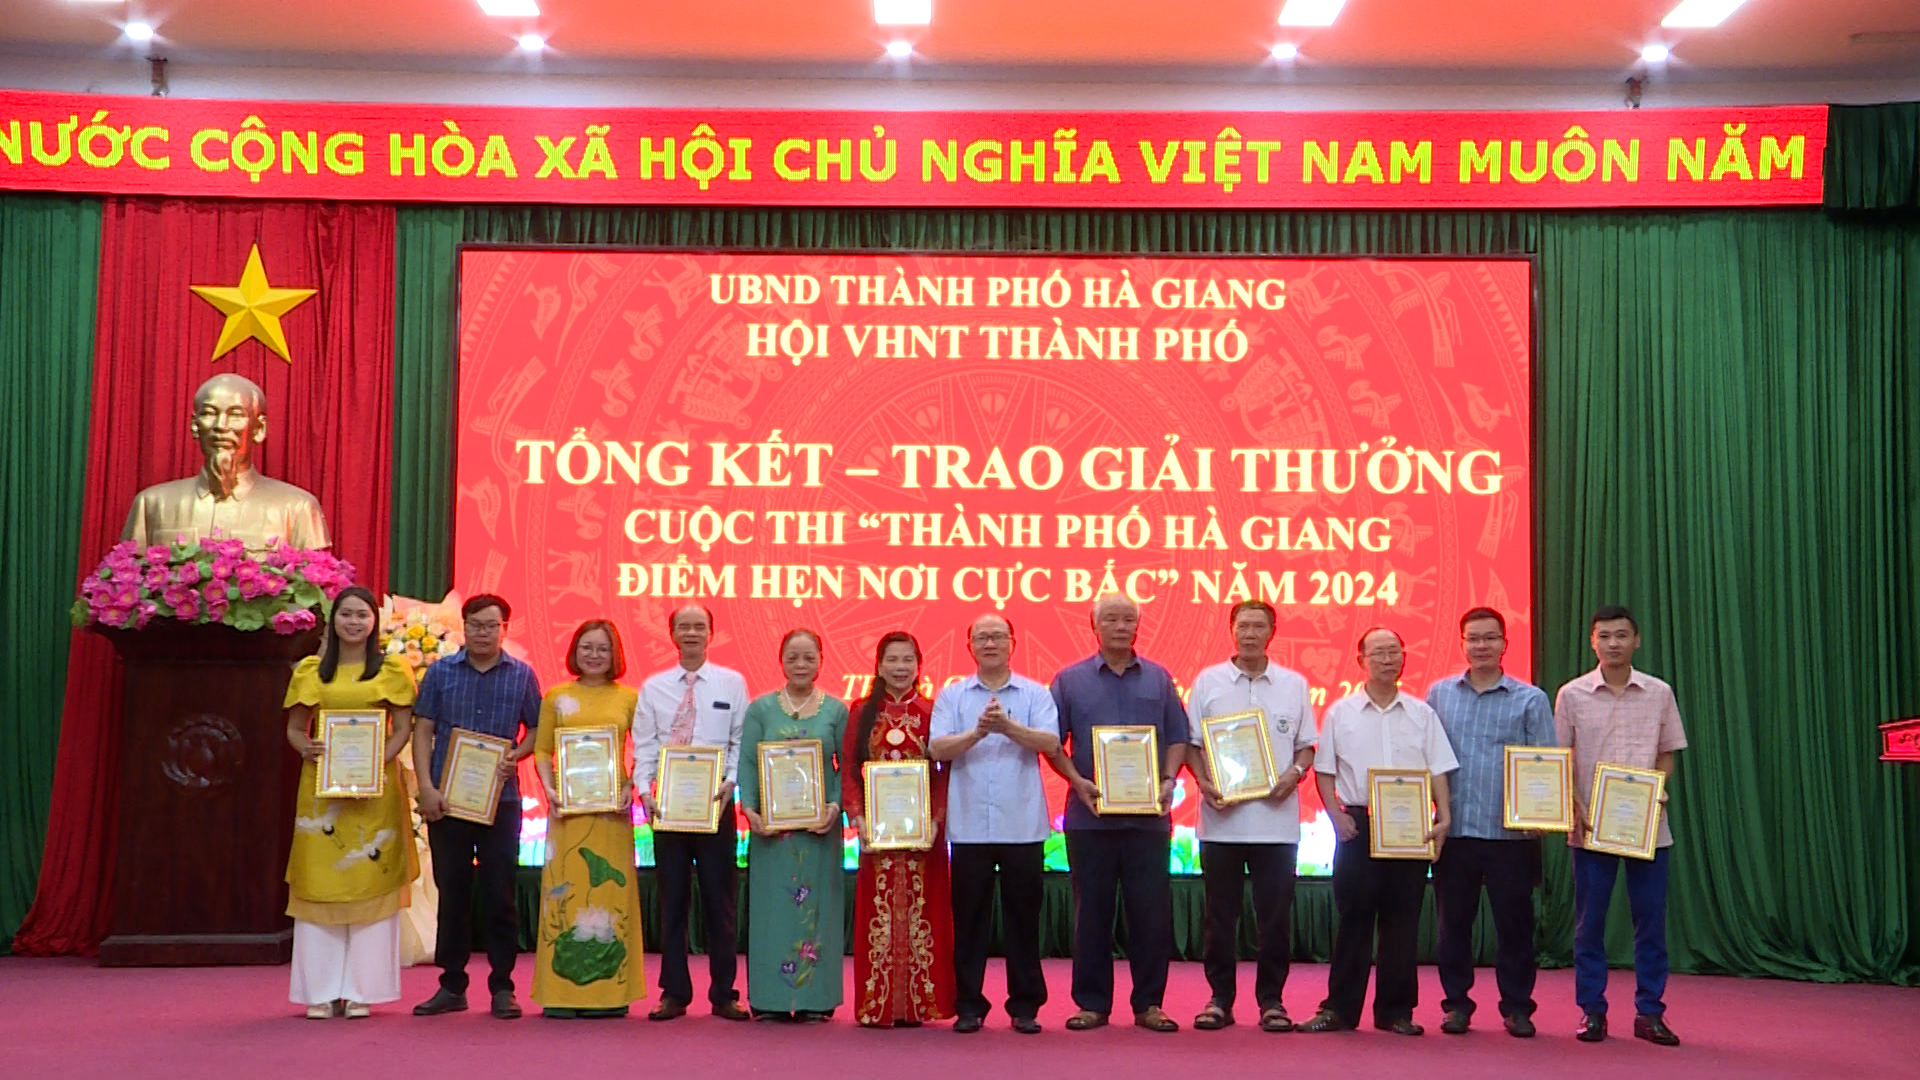 NƯỚC CỘNG HÒA XÃ HỘI CHỦ NGHĨA VIỆT NAM MUÔN NĂM
UBND THÀNH PHỐ HÀ GIANG
HỘI VHNT THÀNH PHỐ
TỔNG KẾT – TRAO GIẢI THƯỞNG
CUỘC THI “THÀNH PHỐ HÀ GIANG
ĐIỂM HẸN NƠI CỰC BẮC” NĂM 2024